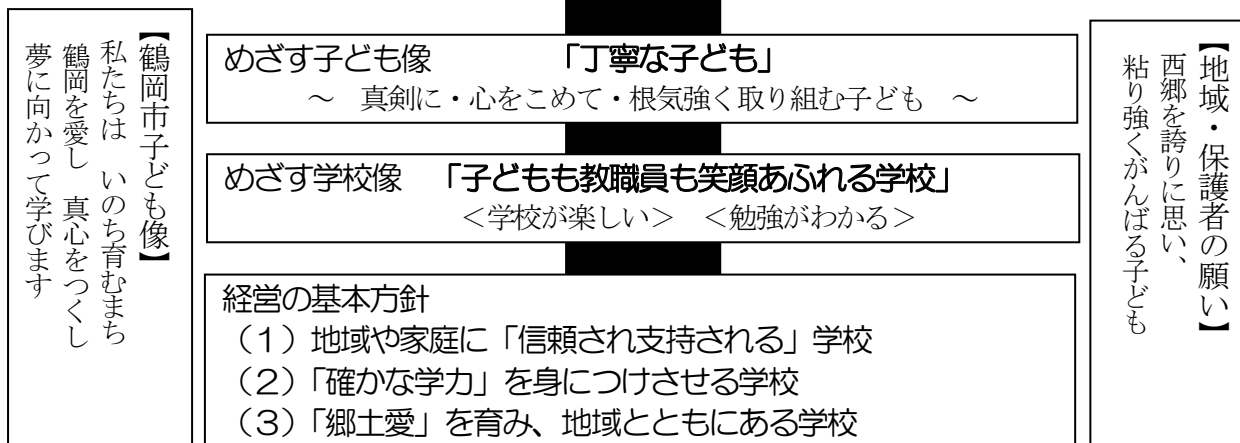 【鶴岡市子ども像】
私たちは　いのち育むまち
鶴岡を愛し　真心をつくし
夢に向かって学びます
めざす子ども像　「丁寧な子ども」
～　真剣に・心をこめて・根気強く取り組む子ども　～
めざす学校像　「子どもも教職員も笑顔あふれる学校」
＜学校が楽しい＞　＜勉強がわかる＞
経営の基本方針
（１）地域や家庭に「信頼され支持される」学校
（２）「確かな学力」を身につけさせる学校
（３）「郷土愛」を育み、地域とともにある学校
【地域・保護者の願い】
西郷を誇りに思い、
粘り強くがんばる子ども